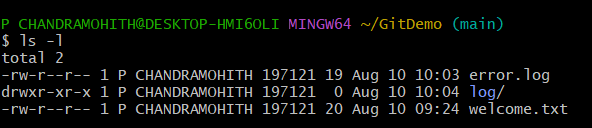 P CHANDRAMOHITH@DESKTOP-HMI6OLI MINGW64 ~/GitDemo (main)
$ ls -l
total 2
-rw-r--r-- 1 P CHANDRAMOHITH 197121 19 Aug 10 10:03 error.log
drwxr-xr-x 1 P CHANDRAMOHITH 197121  0 Aug 10 10:04 log/
-rw-r--r-- 1 P CHANDRAMOHITH 197121 20 Aug 10 09:24 welcome.txt